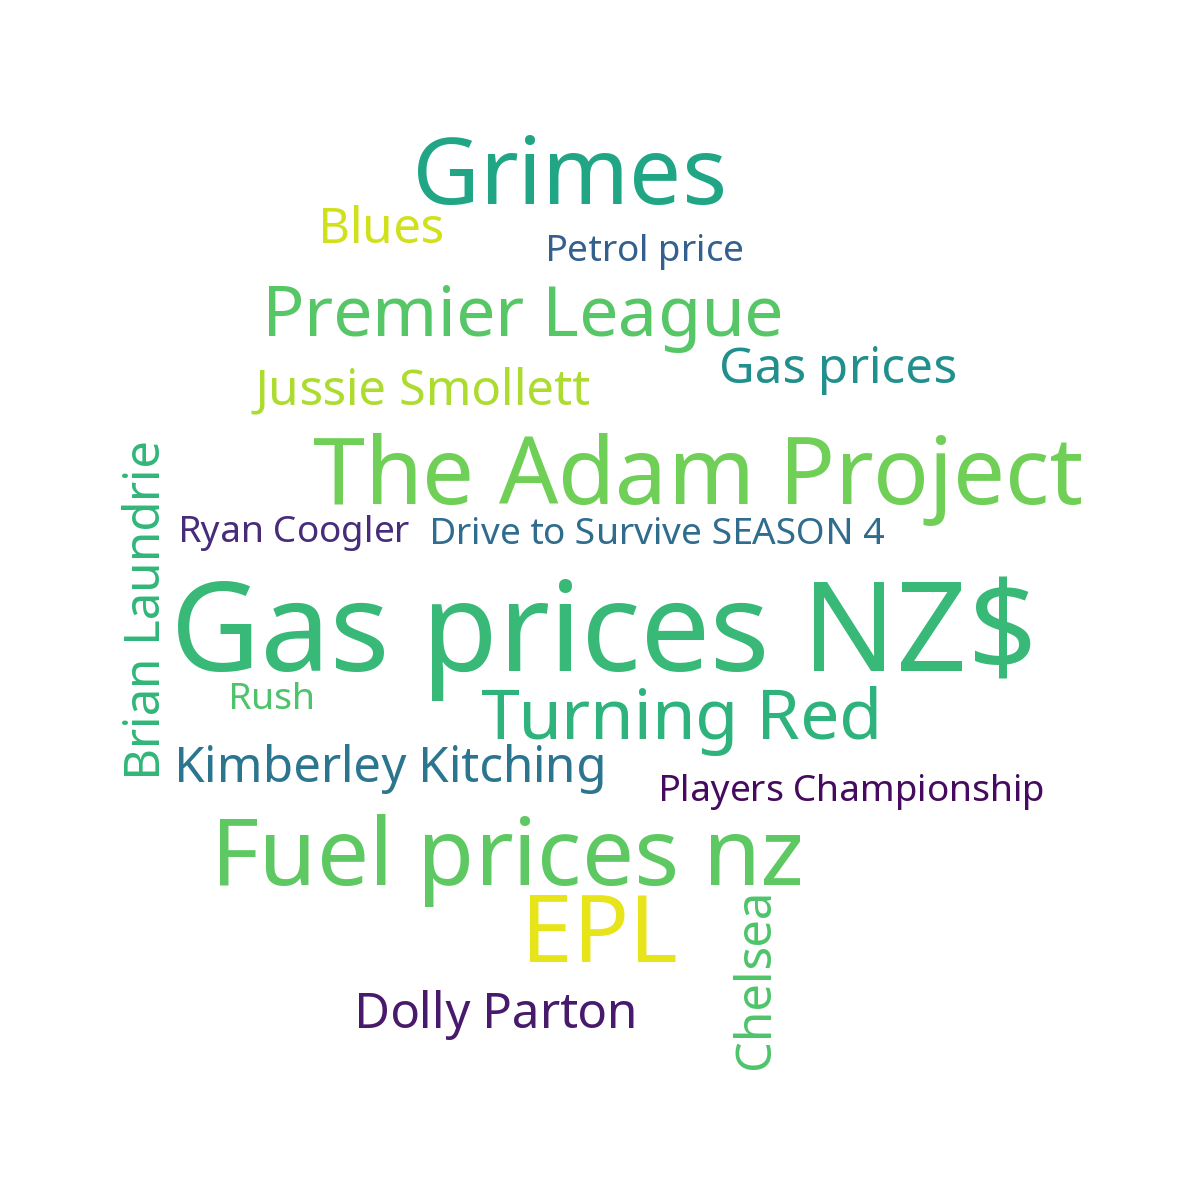 Grimes
Blues
Petrol price
Premier League
Gas prices
Jussie Smollett
The Adam Project
Brian Laundrie
Ryan Coogler
Drive to Survive SEASON 4
Gas prices NZ$
Rush
Turning Red
Kimberley Kitching
Players Championship
Fuel prices nz
EPL
Chelsea
Dolly Parton